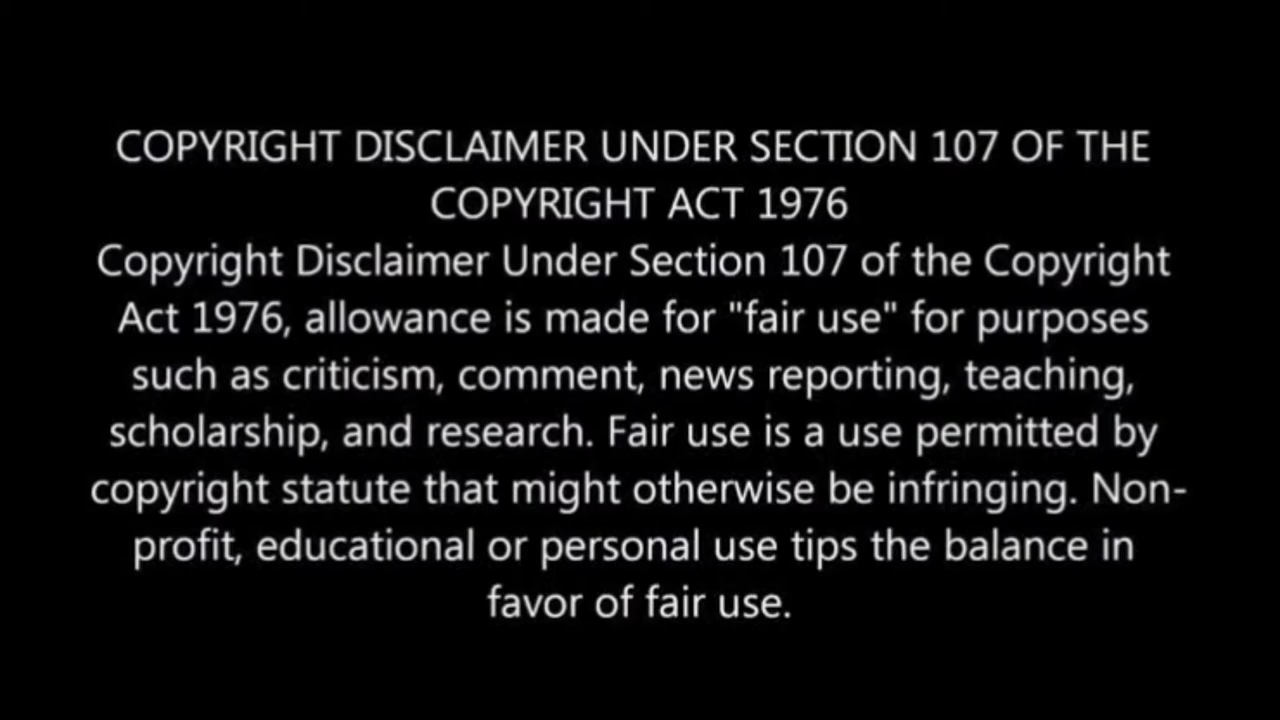 COPYRIGHT DISCLAIMER UNDER SECTION 107 OF THE
COPYRIGHT ACT 1976
Copyright Disclaimer Under Section 107 of the Copyright
Act 1976, allowance is made for "fair use" for purposes
such as criticism, comment, news reporting, teaching,
scholarship, and research. Fair use is a use permitted by
copyright statute that might otherwise be infringing. Non-
profit, educational or personal use tips the balance in
favor of fair use.